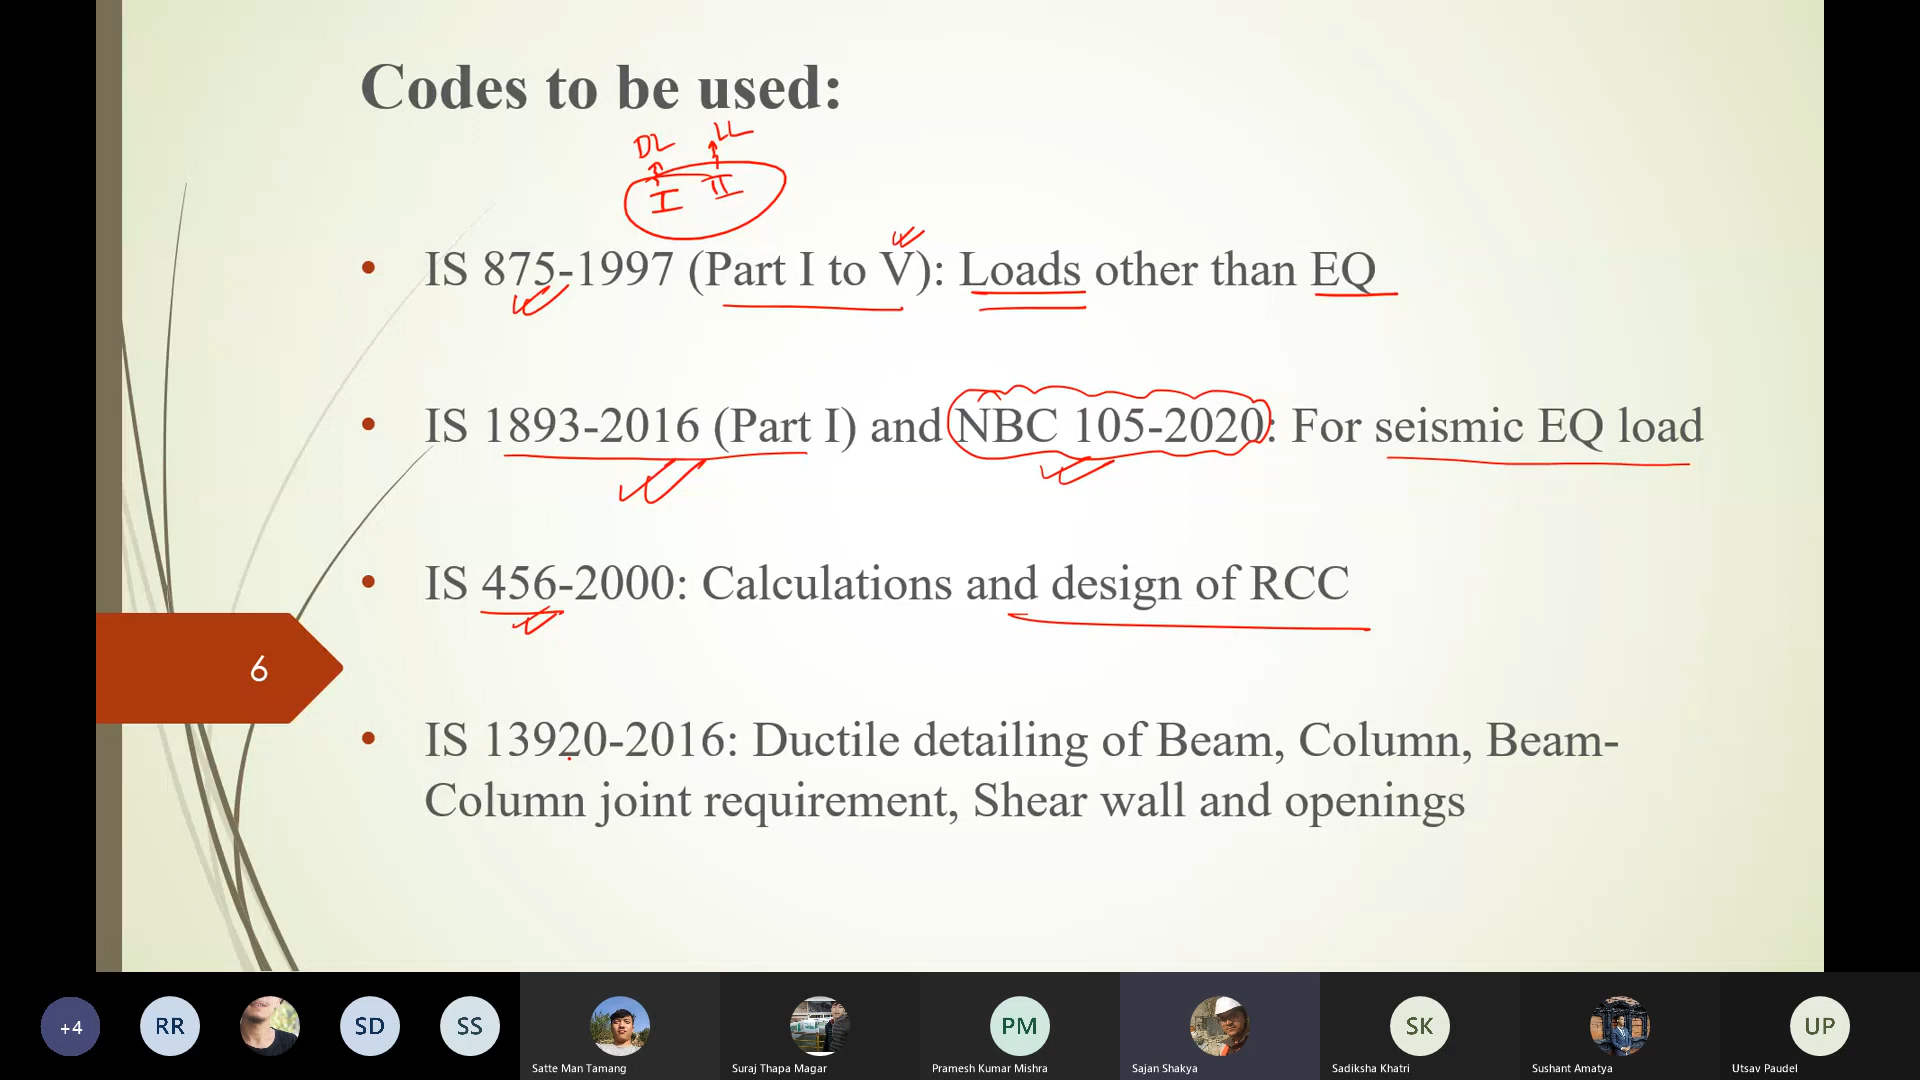 Codes to be used:
DL LL
I II
• IS 875-1997 (Part I to V): Loads other than EQ
• IS 1893-2016 (Part I) and NBC 105-2020: For seismic EQ load
• IS 456-2000: Calculations and design of RCC
6
• IS 13920-2016: Ductile detailing of Beam, Column, Beam-
Column joint requirement, Shear wall and openings
+4 RR SD SS PM SK UP
Satte Man Tamang Suraj Thapa Magar Pramesh Kumar Mishra Sajan Shakya Sadiksha Khatri Sushant Amatya Utsav Paudel